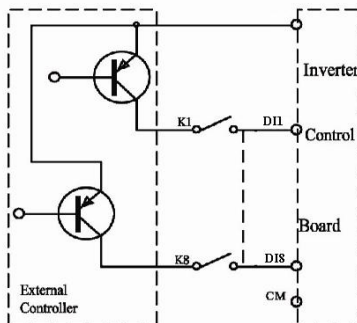 Inverter
K1
DI1
Control
Board
K8
DI8
CM
External
Controller